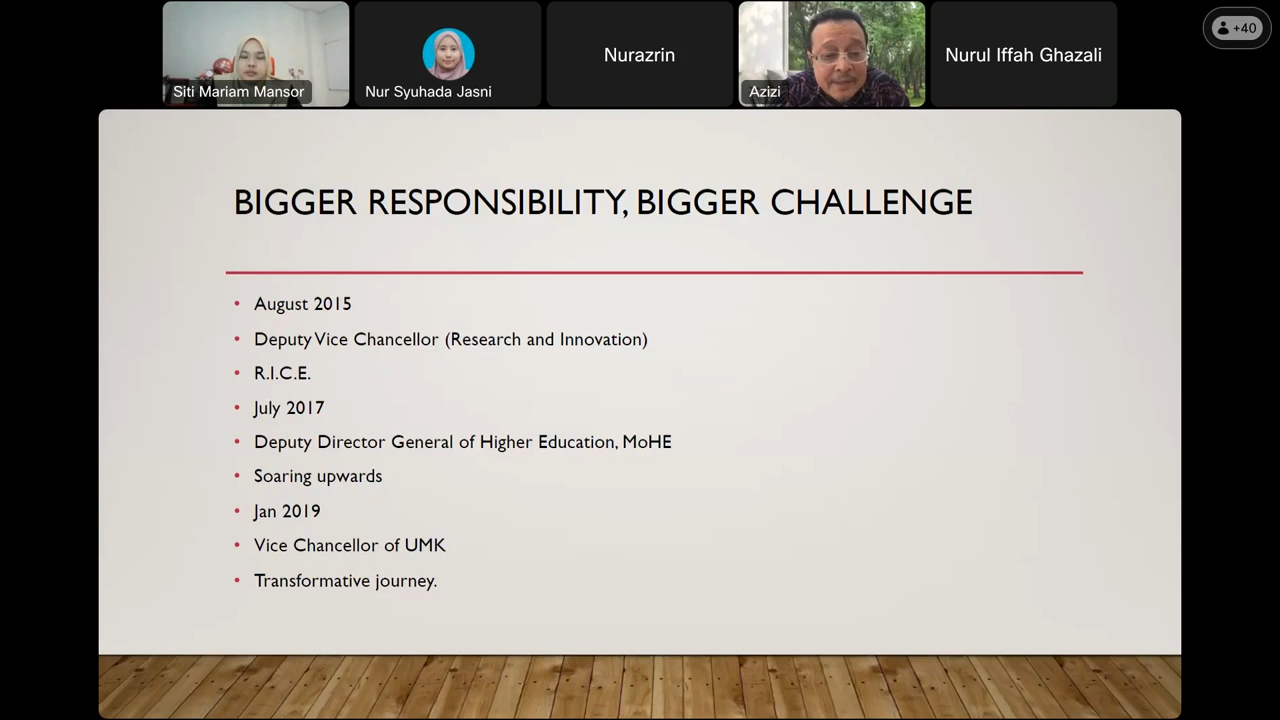 Siti Mariam Mansor
Nur Syuhada Jasni
Nurazrin
Azizi
Nurul Iffah Ghazali
+40
BIGGER RESPONSIBILITY, BIGGER CHALLENGE
• August 2015
• Deputy Vice Chancellor (Research and Innovation)
• R.I.C.E.
• July 2017
• Deputy Director General of Higher Education, MoHE
• Soaring upwards
• Jan 2019
• Vice Chancellor of UMK
• Transformative journey.